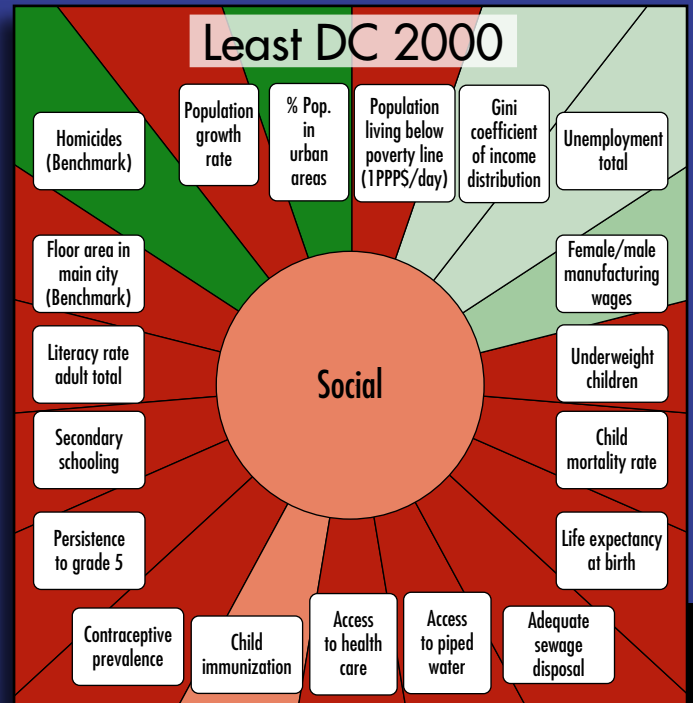 Least DC 2000
Homicides
(Benchmark)
Population
growth
rate
% Pop.
in
urban
areas
Population
living below
poverty line
(1PPP$/day)
Gini
coefficient
of income
distribution
Unemployment
total
Female/male
manufacturing
wages
Underweight
children
Child
mortality rate
Life expectancy
at birth
Adequate
sewage
disposal
Access
to piped
water
Access
to health
care
Child
immunization
Contraceptive
prevalence
Persistence
to grade 5
Secondary
schooling
Literacy rate
adult total
Floor area in
main city
(Benchmark)
Social